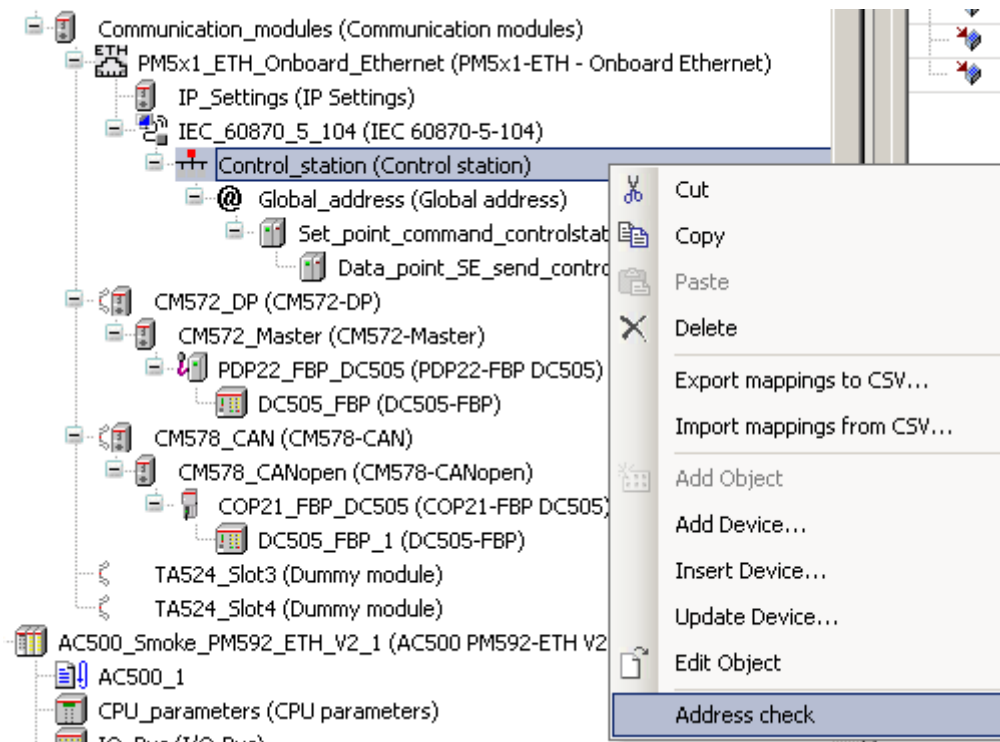 Communication_modules (Communication modules)
ETH
PM5x1_ETH_Onboard_Ethernet (PM5x1-ETH - Onboard Ethernet)
IP_Settings (IP Settings)
IEC_60870_5_104 (IEC 60870-5-104)
Control_station (Control station)
Global_address (Global address)
Set_point_command_controlstat
Data_point_SE_send_contro
CM572_DP (CM572-DP)
CM572_Master (CM572-Master)
PDP22_FBP_DC505 (PDP22-FBP DC505)
DC505_FBP (DC505-FBP)
CM578_CAN (CM578-CAN)
CM578_CANopen (CM578-CANopen)
COP21_FBP_DC505 (COP21-FBP DC505)
DC505_FBP_1 (DC505-FBP)
TA524_Slot3 (Dummy module)
TA524_Slot4 (Dummy module)
AC500_Smoke_PM592_ETH_V2_1 (AC500 PM592-ETH V2
AC500_1
CPU_parameters (CPU parameters)
IO_Bus (I/O-Bus)
Cut
Copy
Paste
Delete
Export mappings to CSV...
Import mappings from CSV...
Add Object
Add Device...
Insert Device...
Update Device...
Edit Object
Address check